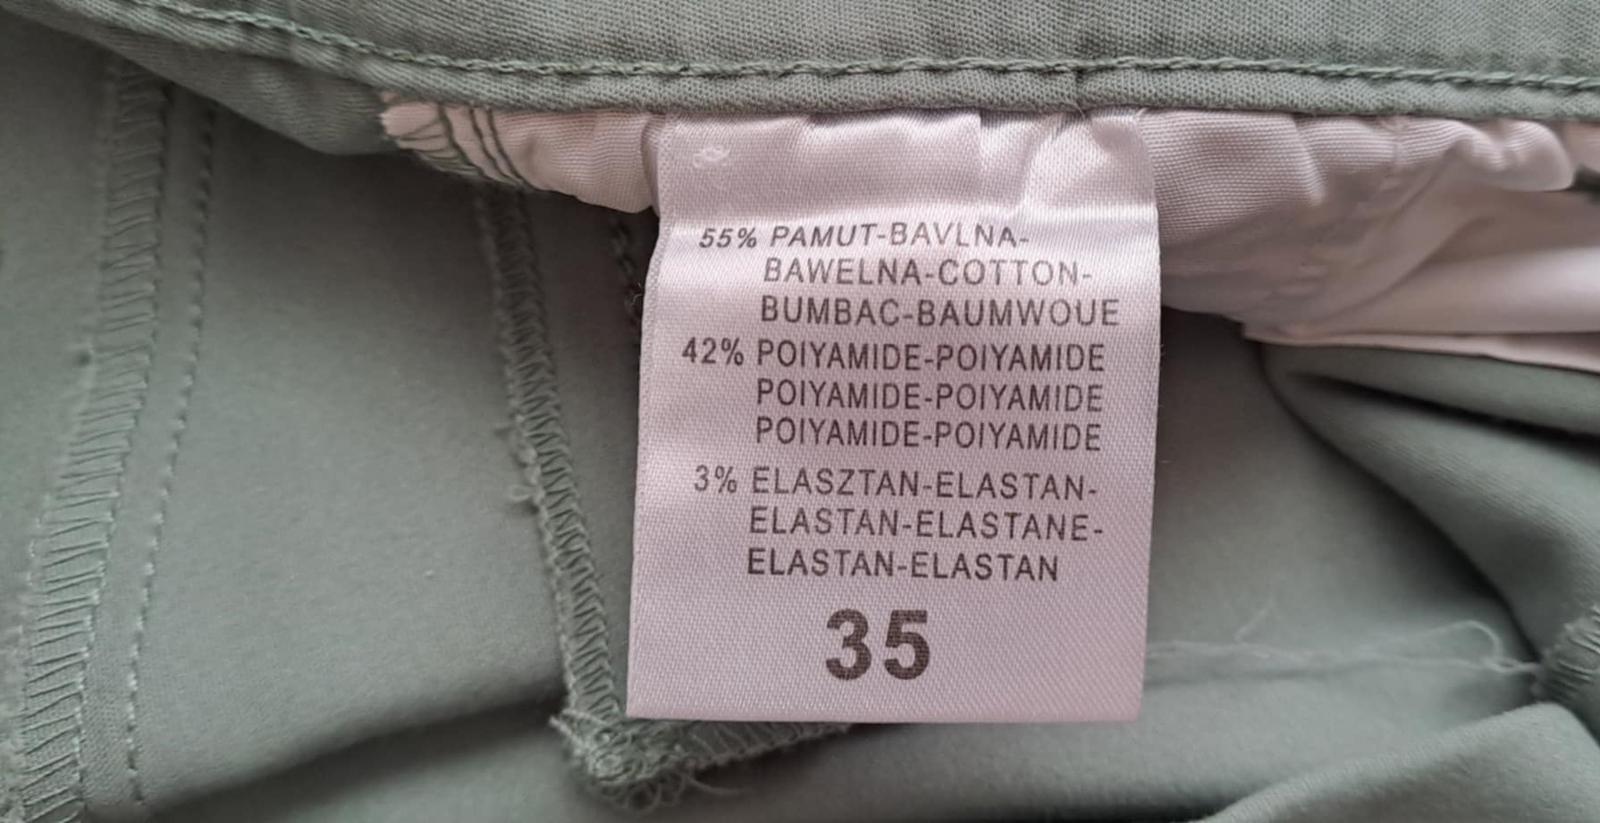 55% PAMUT-BAVLNA-
BAWELNA-COTTON-
BUMBAC-BAUMWOUE
42% POIYAMIDE-POIYAMIDE
POIYAMIDE-POIYAMIDE
POIYAMIDE-POIYAMIDE
3% ELASZTAN-ELASTAN-
ELASTAN-ELASTANE-
ELASTAN-ELASTAN
35